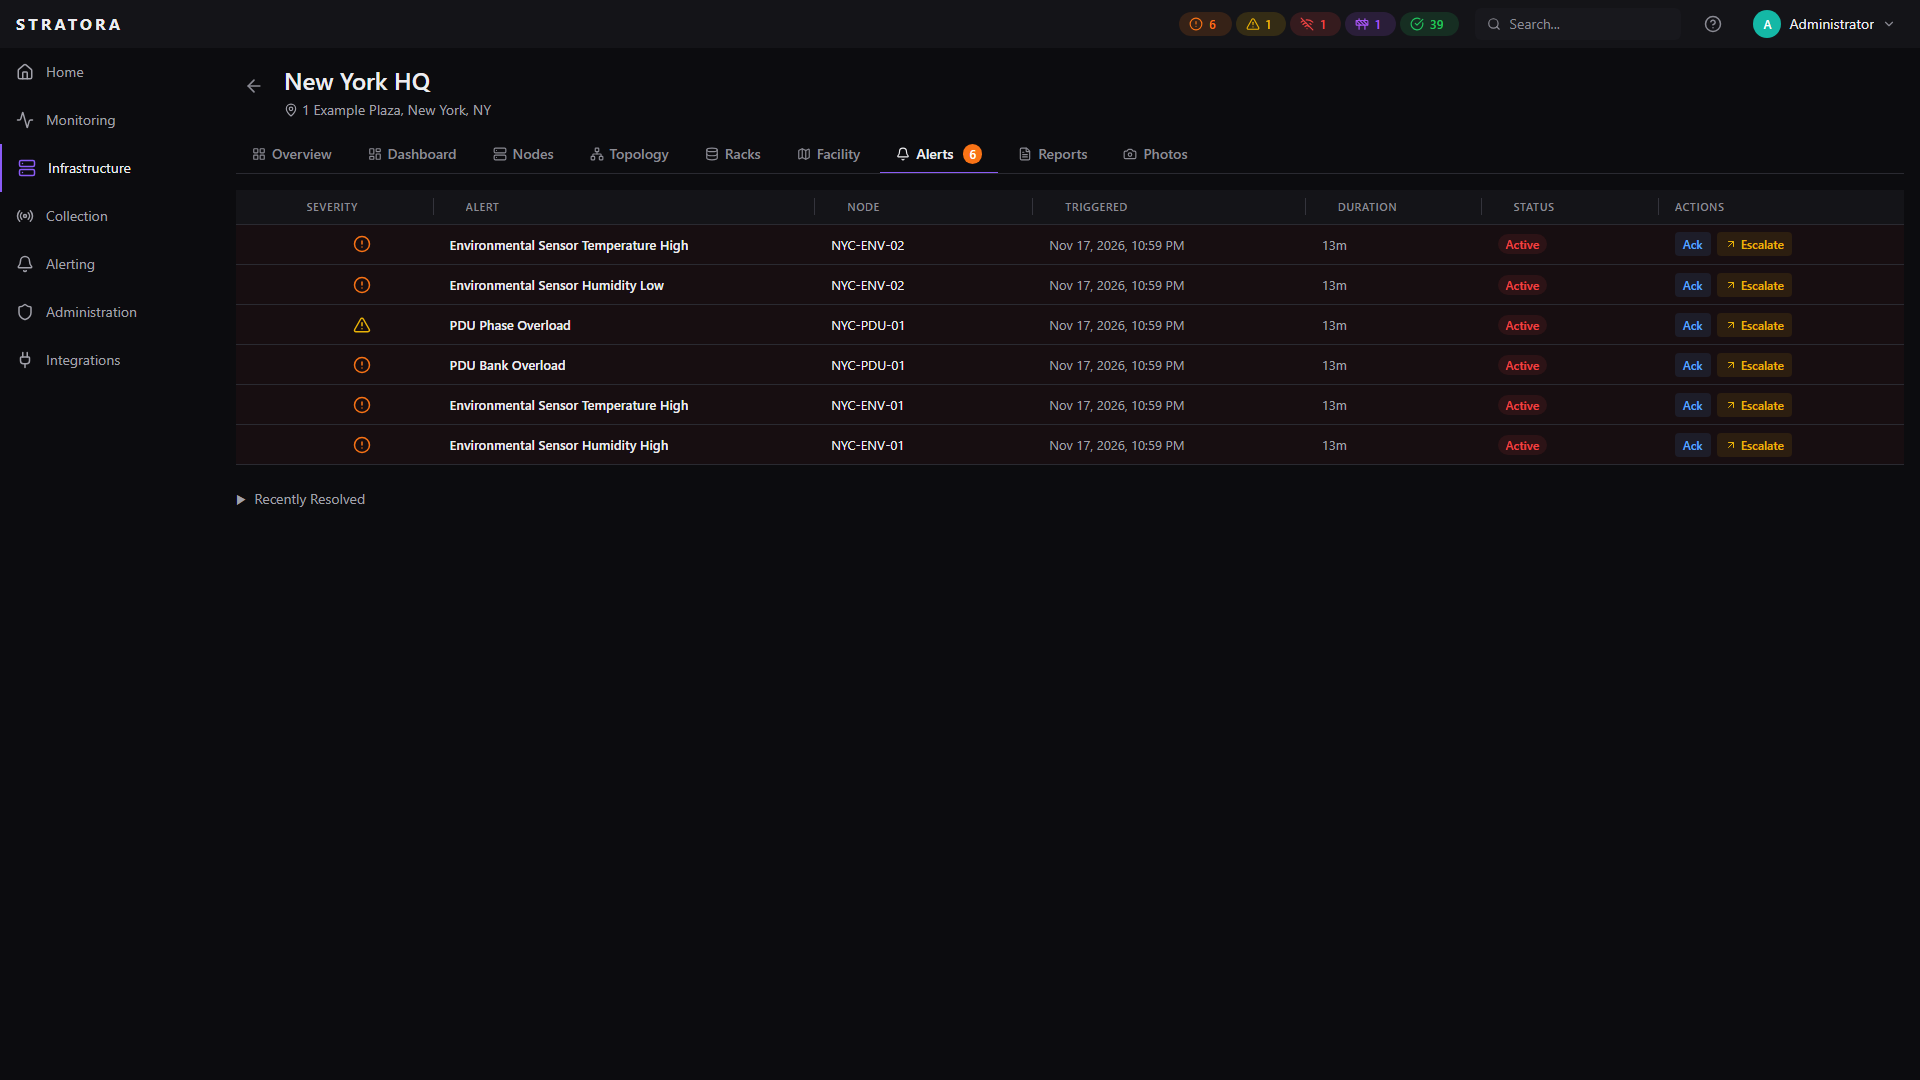 STRATORA
6
1
1
1
39
Search...
A
Administrator
Home
Monitoring
Infrastructure
Collection
Alerting
Administration
Integrations
New York HQ
1 Example Plaza, New York, NY
Overview
Dashboard
Nodes
Topology
Racks
Facility
Alerts 6
Reports
Photos
SEVERITY ALERT NODE TRIGGERED DURATION STATUS ACTIONS
Environmental Sensor Temperature High NYC-ENV-02 Nov 17, 2026, 10:59 PM 13m Active Ack Escalate
Environmental Sensor Humidity Low NYC-ENV-02 Nov 17, 2026, 10:59 PM 13m Active Ack Escalate
PDU Phase Overload NYC-PDU-01 Nov 17, 2026, 10:59 PM 13m Active Ack Escalate
PDU Bank Overload NYC-PDU-01 Nov 17, 2026, 10:59 PM 13m Active Ack Escalate
Environmental Sensor Temperature High NYC-ENV-01 Nov 17, 2026, 10:59 PM 13m Active Ack Escalate
Environmental Sensor Humidity High NYC-ENV-01 Nov 17, 2026, 10:59 PM 13m Active Ack Escalate
Recently Resolved